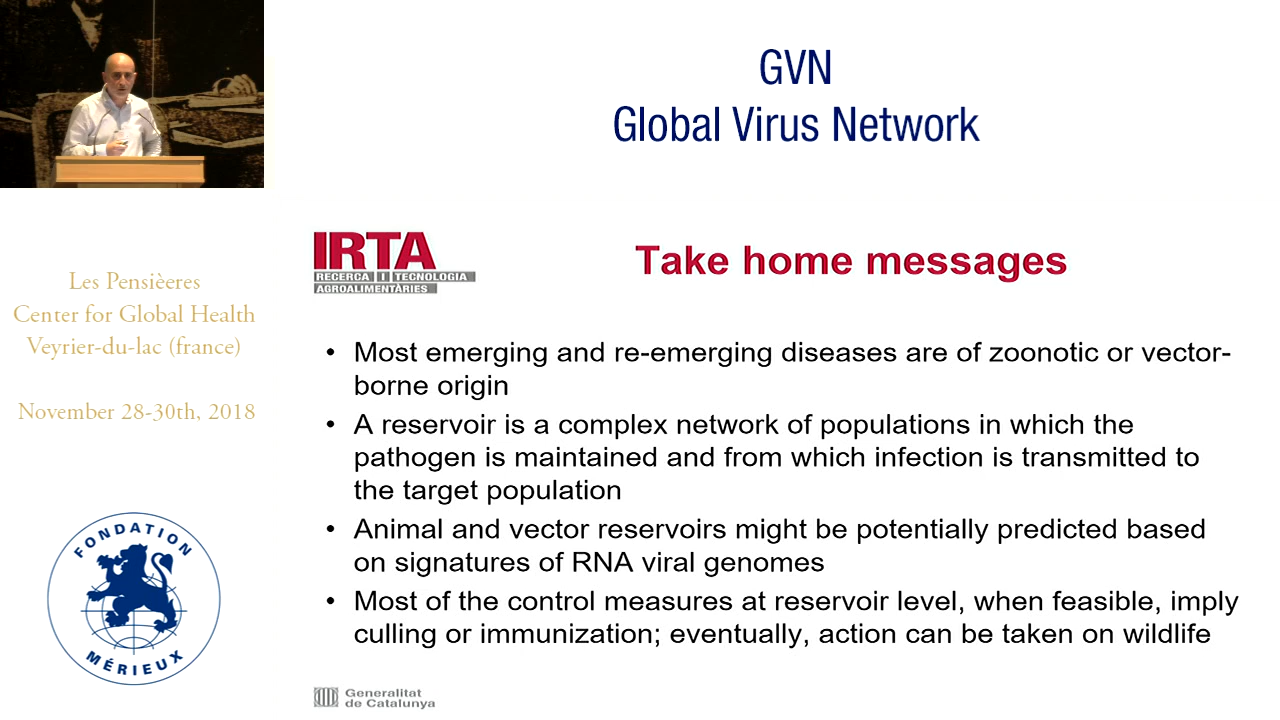 GVN
Global Virus Network
IRTA
RECERCA I TECNOLOGIA
AGROALIMENTÀRIES
Take home messages
Les Pensièeres
Center for Global Health
Veyrier-du-lac (france)
November 28-30th, 2018
• Most emerging and re-emerging diseases are of zoonotic or vector-
borne origin
• A reservoir is a complex network of populations in which the
pathogen is maintained and from which infection is transmitted to
the target population
• Animal and vector reservoirs might be potentially predicted based
on signatures of RNA viral genomes
• Most of the control measures at reservoir level, when feasible, imply
culling or immunization; eventually, action can be taken on wildlife
FONDATION
MÉRIEUX
Generalitat
de Catalunya